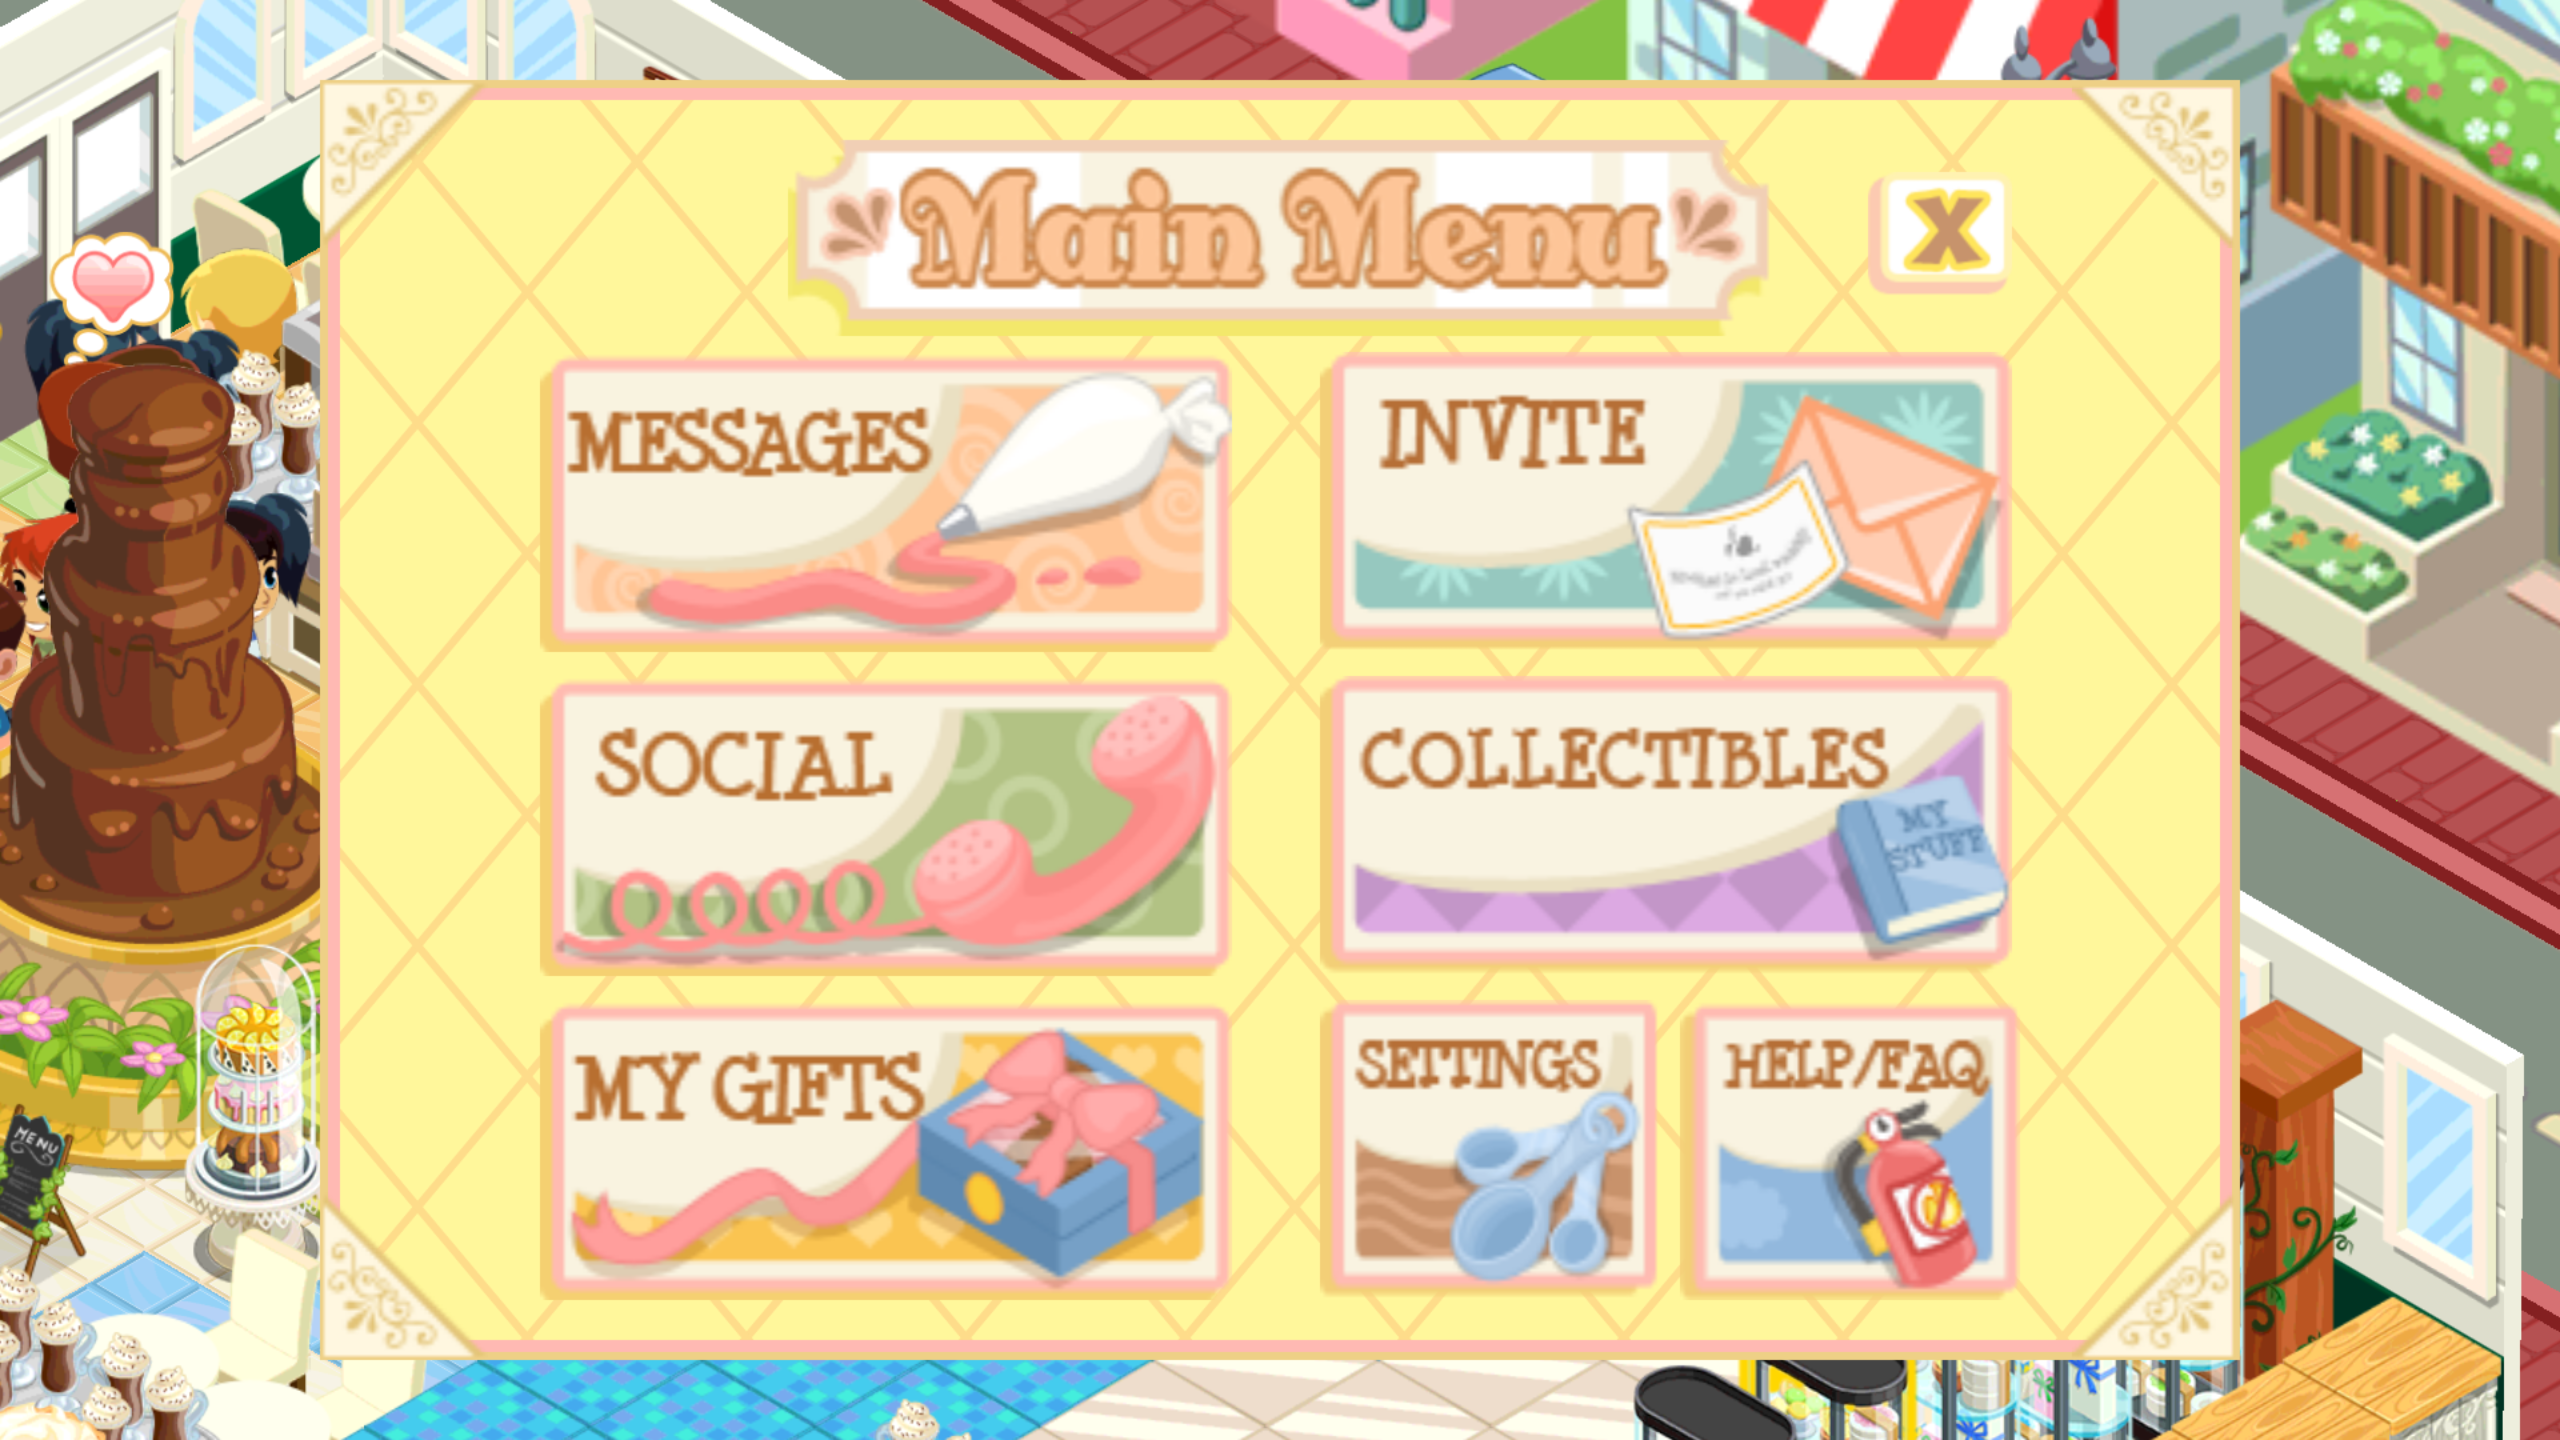 Main Menu
X
MESSAGES
INVITE
SOCIAL
COLLECTIBLES
MY
STUFF
MY GIFTS
SETTINGS
HELP/FAQ
MENU